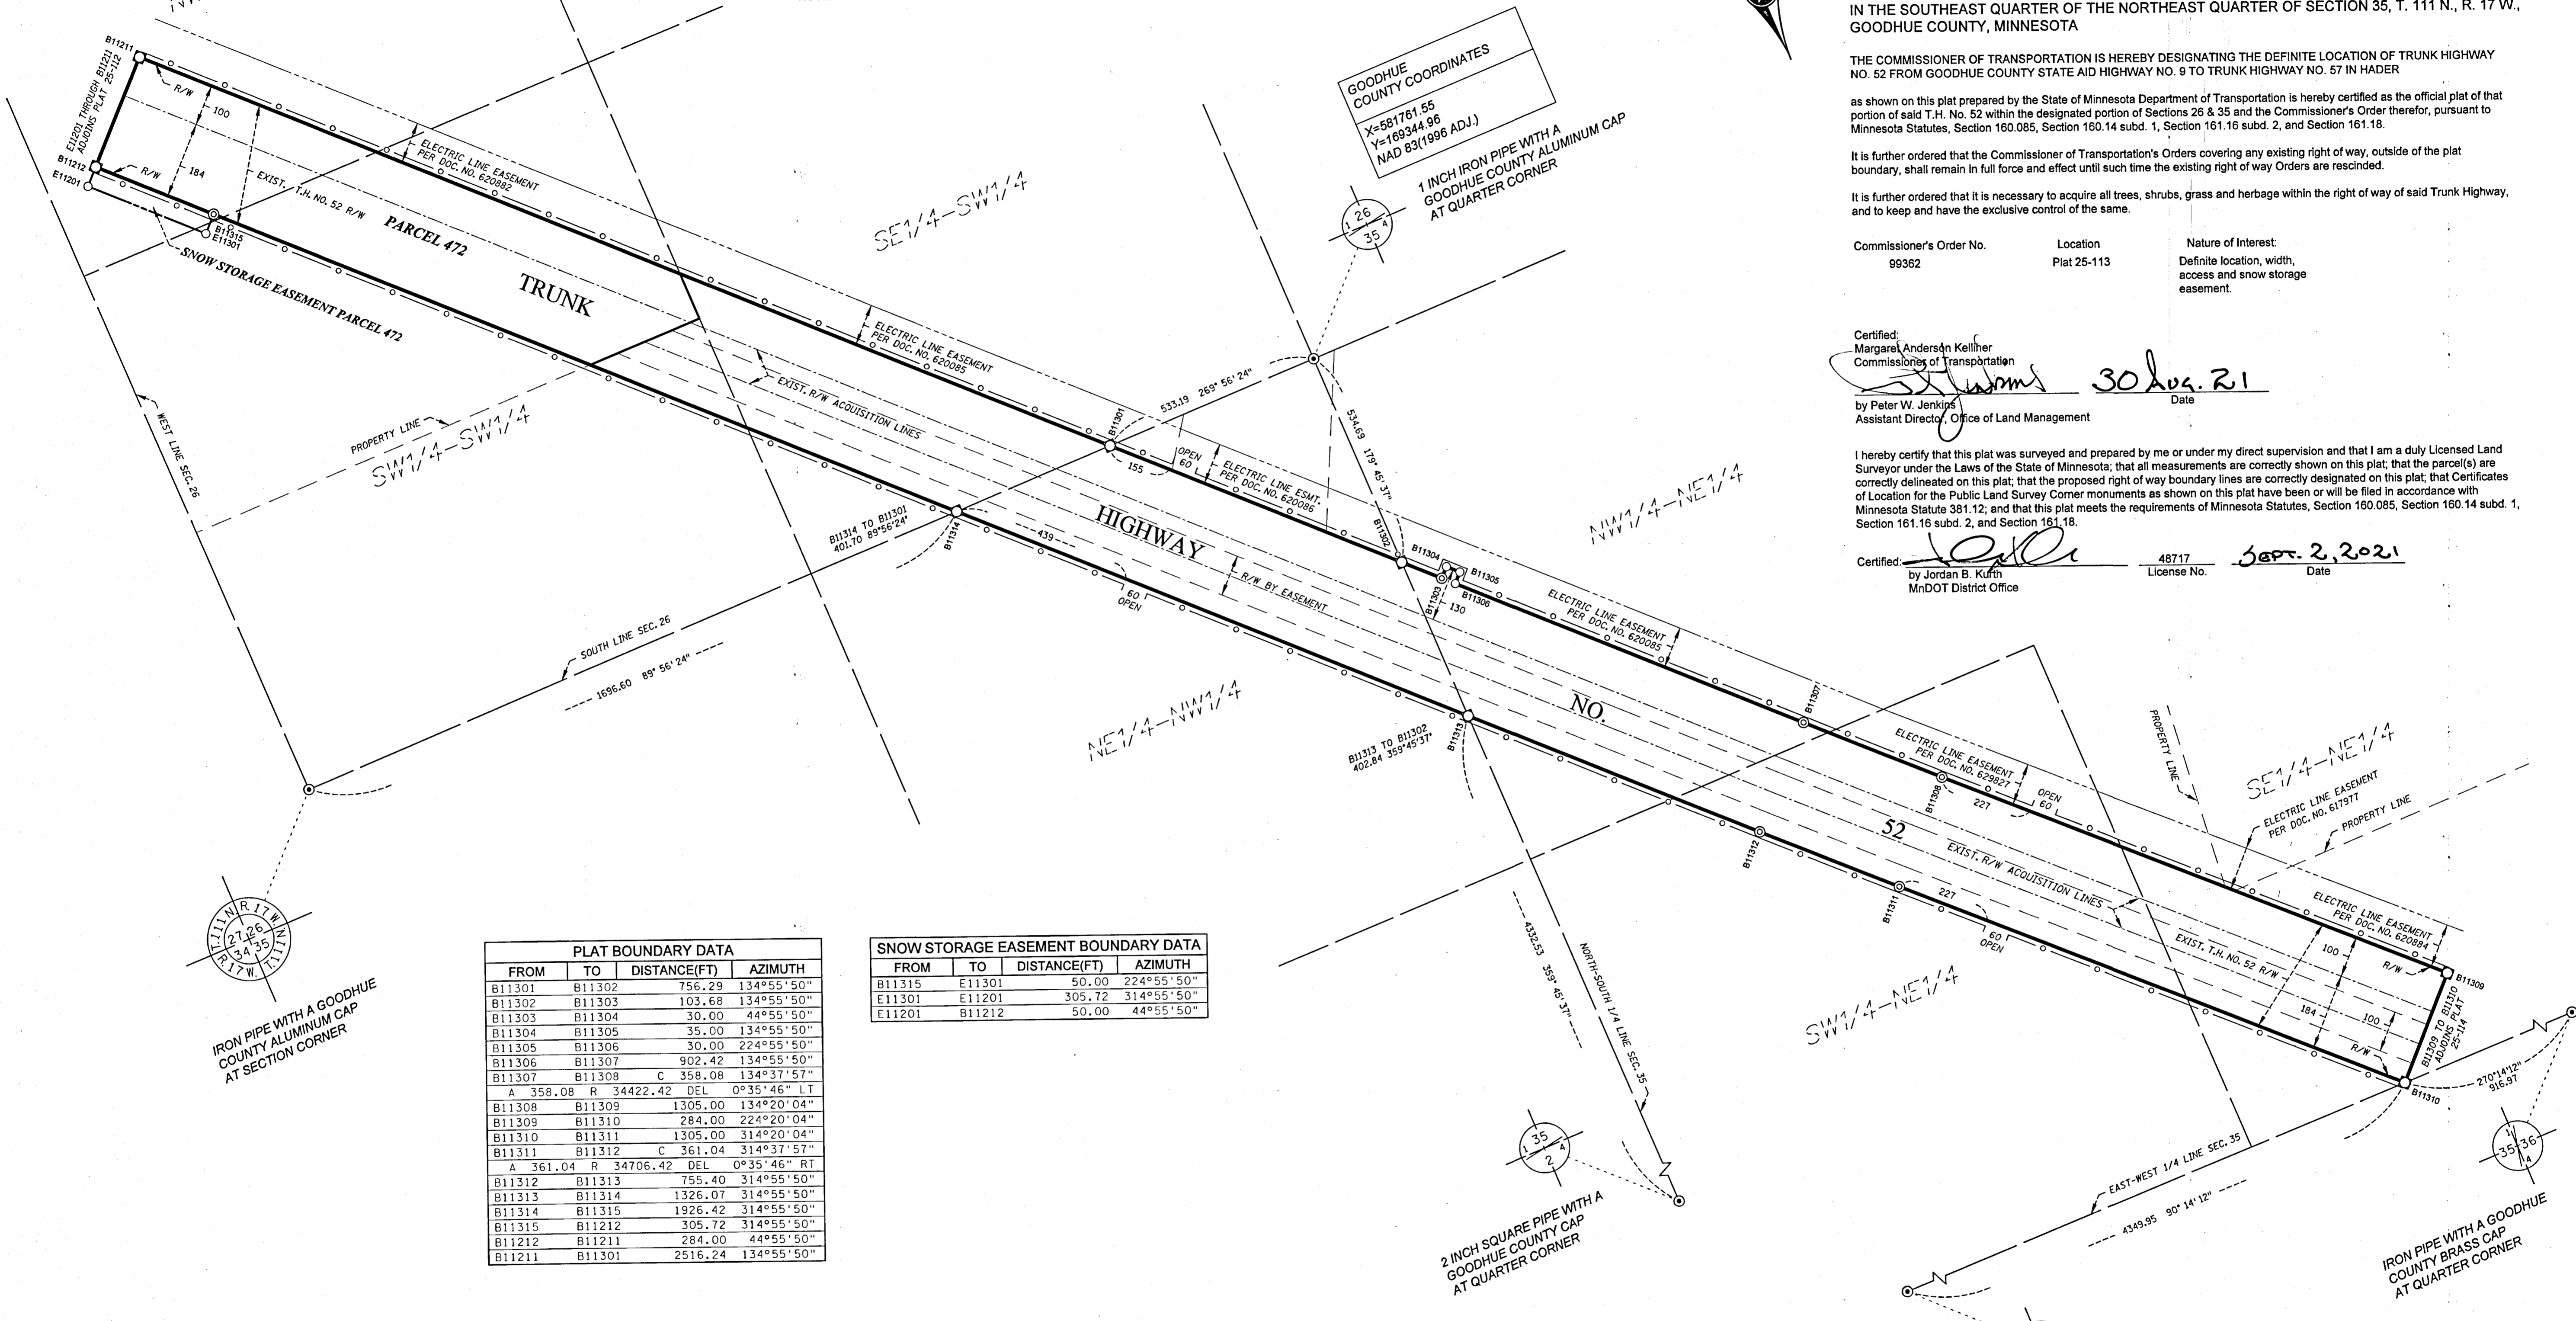 IN THE SOUTHEAST QUARTER OF THE NORTHEAST QUARTER OF SECTION 35, T. 111 N., R. 17 W.,
GOODHUE COUNTY, MINNESOTA
THE COMMISSIONER OF TRANSPORTATION IS HEREBY DESIGNATING THE DEFINITE LOCATION OF TRUNK HIGHWAY
NO. 52 FROM GOODHUE COUNTY STATE AID HIGHWAY NO. 9 TO TRUNK HIGHWAY NO. 57 IN HADER
as shown on this plat prepared by the State of Minnesota Department of Transportation is hereby certified as the official plat of that
portion of said T.H. No. 52 within the designated portion of Sections 26 & 35 and the Commissioner's Order therefor, pursuant to
Minnesota Statutes, Section 160.085, Section 160.14 subd. 1, Section 161.16 subd. 2, and Section 161.18.
It is further ordered that the Commissioner of Transportation's Orders covering any existing right of way, outside of the plat
boundary, shall remain in full force and effect until such time the existing right of way Orders are rescinded.
It is further ordered that it is necessary to acquire all trees, shrubs, grass and herbage within the right of way of said Trunk Highway,
and to keep and have the exclusive control of the same.
Commissioner's Order No. Location Nature of Interest:
99362 Plat 25-113 Definite location, width,
access and snow storage
easement.
Certified:
Margaret Anderson Kelliher
Commissioner of Transportation
30 Aug. 21
Date
by Peter W. Jenkins
Assistant Director, Office of Land Management
I hereby certify that this plat was surveyed and prepared by me or under my direct supervision and that I am a duly Licensed Land
Surveyor under the Laws of the State of Minnesota; that all measurements are correctly shown on this plat; that the parcel(s) are
correctly delineated on this plat; that the proposed right of way boundary lines are correctly designated on this plat; that Certificates
of Location for the Public Land Survey Corner monuments as shown on this plat have been or will be filed in accordance with
Minnesota Statute 381.12; and that this plat meets the requirements of Minnesota Statutes, Section 160.085, Section 160.14 subd. 1,
Section 161.16 subd. 2, and Section 161.18.
Certified: 48717 SEPT. 2, 2021
by Jordan B. Kurth License No. Date
MnDOT District Office
GOODHUE
COUNTY COORDINATES
X=581761.55
Y=169344.96
NAD 83(1996 ADJ.)
1 INCH IRON PIPE WITH A
GOODHUE COUNTY ALUMINUM CAP
AT QUARTER CORNER
26
1 4
35
B11211
E11201 THROUGH B11211
ADJOINS PLAT 25-112
B11212
E11201
R/W
100
R/W
184
EXIST. T.H. NO. 52 R/W
B11315
E11301
SNOW STORAGE EASEMENT PARCEL 472
PARCEL 472
ELECTRIC LINE EASEMENT
PER DOC. NO. 620882
TRUNK
SE1/4-SW1/4
ELECTRIC LINE EASEMENT
PER DOC. NO. 620085
EXIST. R/W ACQUISITION LINES
WEST LINE SEC. 26
PROPERTY LINE
SW1/4-SW1/4
B11301
533.19 269° 56' 24"
534.69 179° 45' 37"
155
OPEN
60
ELECTRIC LINE ESMT.
PER DOC. NO. 620086
B11314 TO B11301
401.70 89°56'24"
B11314
439
HIGHWAY
R/W BY EASEMENT
60
OPEN
B11302
B11304
B11305
B11303
B11306
130
NW1/4-NE1/4
ELECTRIC LINE EASEMENT
PER DOC. NO. 620085
SOUTH LINE SEC. 26
1696.60 89° 56' 24"
NE1/4-NW1/4
B11313 TO B11302
402.84 359°45'37"
B11313
NO.
B11307
ELECTRIC LINE EASEMENT
PER DOC. NO. 629827
B11308
227
OPEN
60
PROPERTY LINE
SE1/4-NE1/4
ELECTRIC LINE EASEMENT
PER DOC. NO. 617977
PROPERTY LINE
52
B11312
B11311
227
60
OPEN
EXIST. R/W ACQUISITION LINES
EXIST. T.H. NO. 52 R/W
ELECTRIC LINE EASEMENT
PER DOC. NO. 620884
100
R/W
184
100
R/W
B11309
B11309 TO B11310
ADJOINS PLAT
25-114
B11310
270°14'12"
916.97
SW1/4-NE1/4
4332.53 359° 45' 37"
NORTH-SOUTH 1/4 LINE SEC. 35
EAST-WEST 1/4 LINE SEC. 35
4349.95 90° 14' 12"
35
1 4
2
2 INCH SQUARE PIPE WITH A
GOODHUE COUNTY CAP
AT QUARTER CORNER
1
35 36
4
IRON PIPE WITH A GOODHUE
COUNTY BRASS CAP
AT QUARTER CORNER
T.111 N. R 17 W.
27 26
34 35
R 17 W. T.111 N.
IRON PIPE WITH A GOODHUE
COUNTY ALUMINUM CAP
AT SECTION CORNER
PLAT BOUNDARY DATA
FROM TO DISTANCE(FT) AZIMUTH
B11301 B11302 756.29 134°55'50"
B11302 B11303 103.68 134°55'50"
B11303 B11304 30.00 44°55'50"
B11304 B11305 35.00 134°55'50"
B11305 B11306 30.00 224°55'50"
B11306 B11307 902.42 134°55'50"
B11307 B11308 C 358.08 134°37'57"
A 358.08 R 34422.42 DEL 0°35'46" LT
B11308 B11309 1305.00 134°20'04"
B11309 B11310 284.00 224°20'04"
B11310 B11311 1305.00 314°20'04"
B11311 B11312 C 361.04 314°37'57"
A 361.04 R 34706.42 DEL 0°35'46" RT
B11312 B11313 755.40 314°55'50"
B11313 B11314 1326.07 314°55'50"
B11314 B11315 1926.42 314°55'50"
B11315 B11212 305.72 314°55'50"
B11212 B11211 284.00 44°55'50"
B11211 B11301 2516.24 134°55'50"
SNOW STORAGE EASEMENT BOUNDARY DATA
FROM TO DISTANCE(FT) AZIMUTH
B11315 E11301 50.00 224°55'50"
E11301 E11201 305.72 314°55'50"
E11201 B11212 50.00 44°55'50"